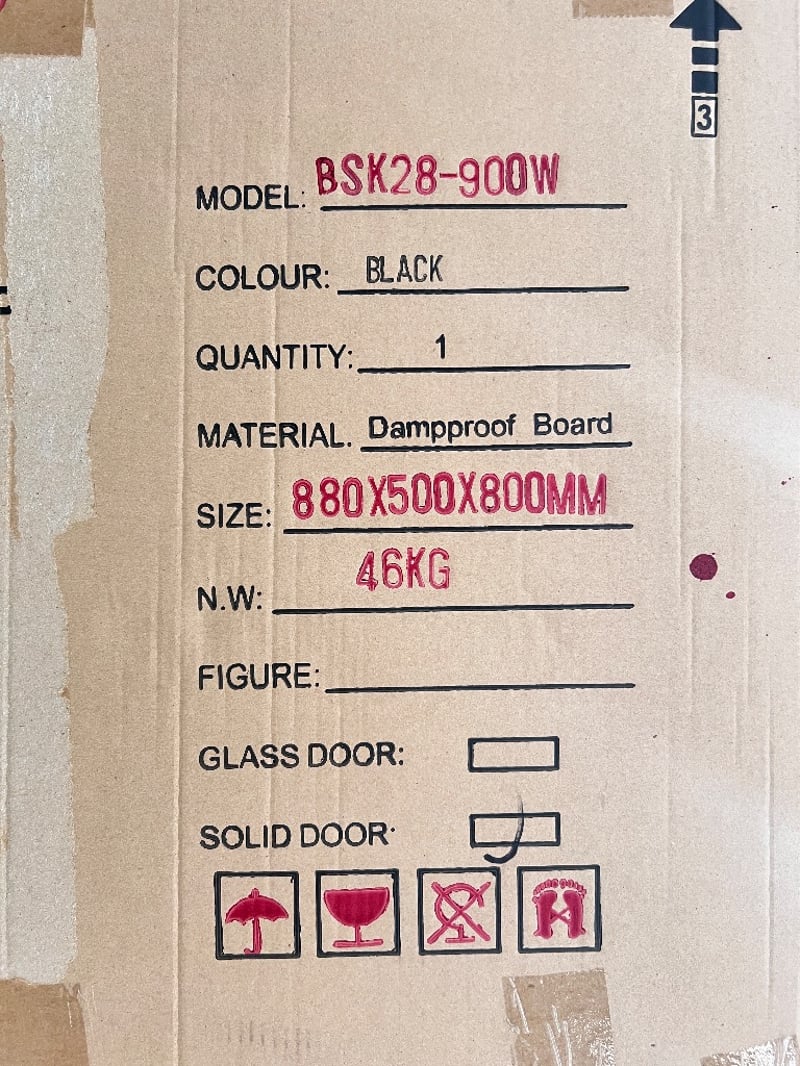 3
MODEL: BSK28-900W
COLOUR: BLACK
QUANTITY: 1
MATERIAL. Dampproof Board
SIZE: 880X500X800MM
N.W: 46KG
FIGURE:
GLASS DOOR:
SOLID DOOR·